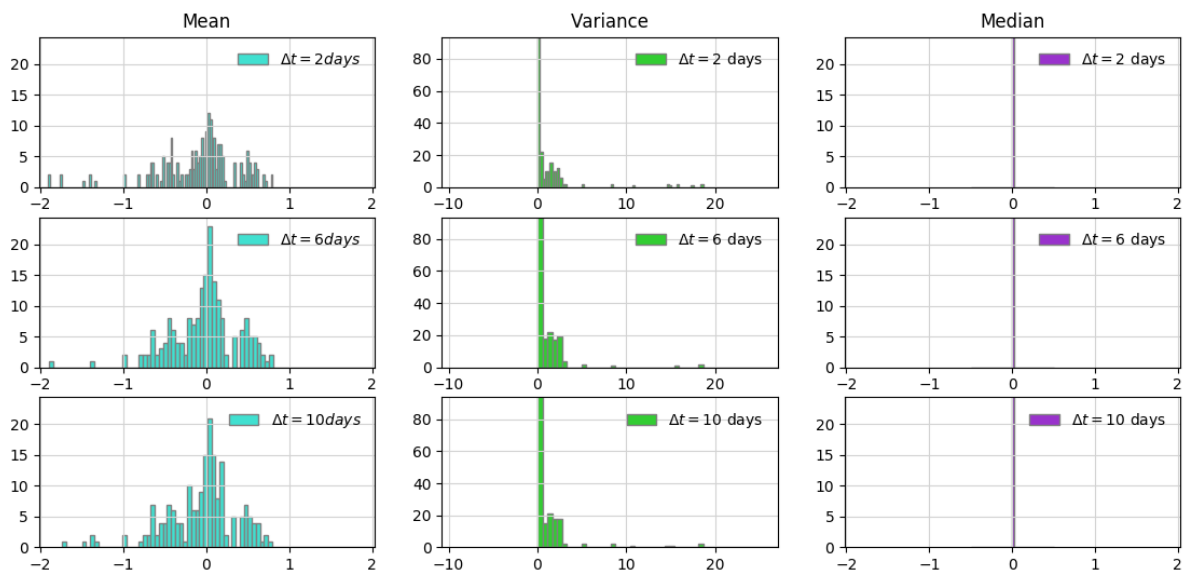 Mean Variance Median
Δt = 2days
Δt = 2 days
Δt = 2 days
20
15
10
5
0
−2 −1 0 1 2
80
60
40
20
0
−10 0 10 20
20
15
10
5
0
−2 −1 0 1 2
Δt = 6days
Δt = 6 days
Δt = 6 days
20
15
10
5
0
−2 −1 0 1 2
80
60
40
20
0
−10 0 10 20
20
15
10
5
0
−2 −1 0 1 2
Δt = 10days
Δt = 10 days
Δt = 10 days
20
15
10
5
0
−2 −1 0 1 2
80
60
40
20
0
−10 0 10 20
20
15
10
5
0
−2 −1 0 1 2